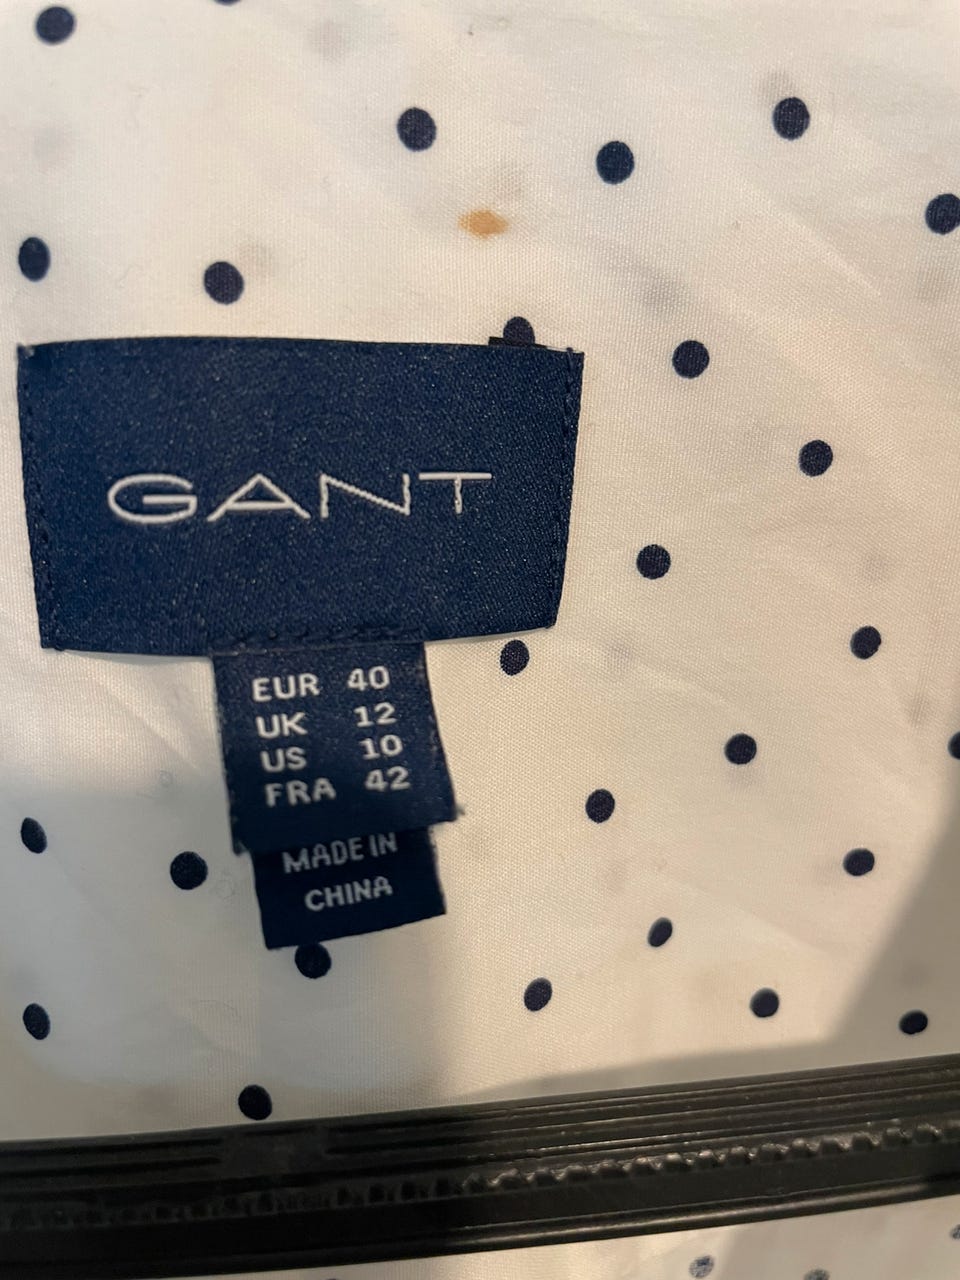 GANT
EUR 40
UK 12
US 10
FRA 42
MADE IN
CHINA